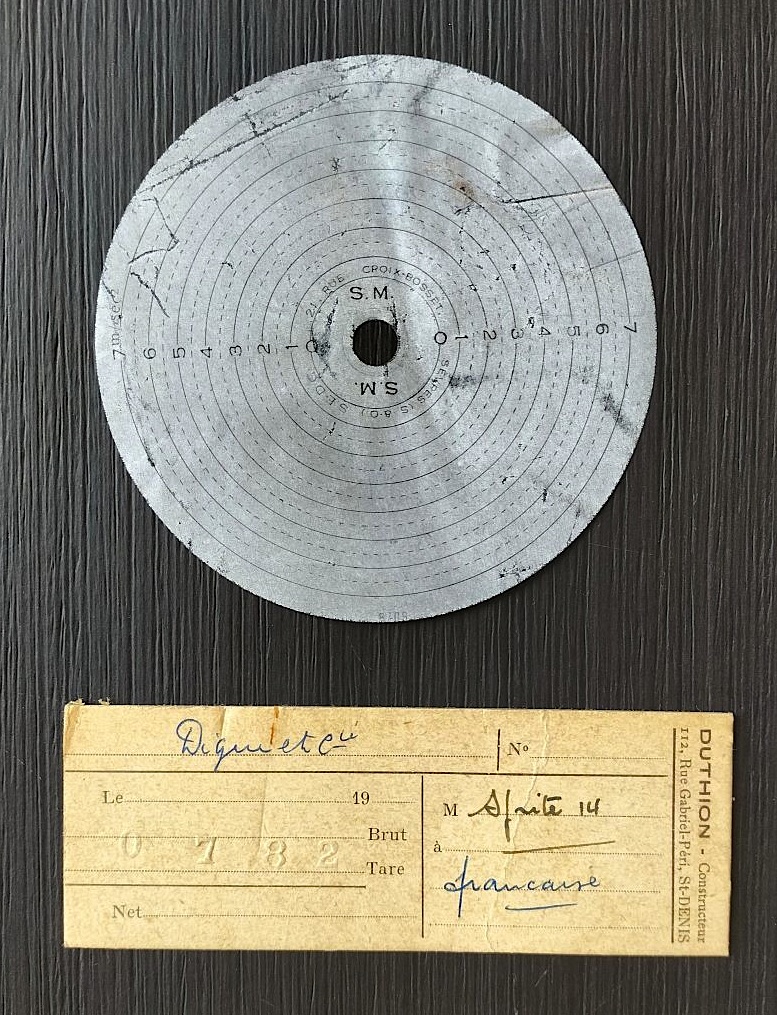 21, RUE CROIX-BOSSET,
S.M.
7 6 5 4 3 2 1 0 0 1 2 3 4 5 6 7
S.M.
Digue et Cie
No
Le 19
M Sprite 14
Brut
0 7 8 2
à
Tare
française
Net
DUTHION - Constructeur
112, Rue Gabriel-Péri, St-DENIS